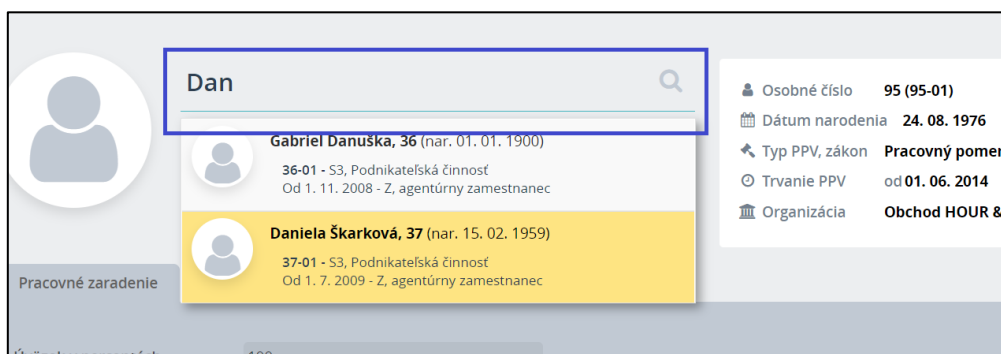 Dan
Gabriel Danuška, 36 (nar. 01. 01. 1900)
36-01 - S3, Podnikateľská činnosť
Od 1. 11. 2008 - Z, agentúrny zamestnanec
Daniela Škarková, 37 (nar. 15. 02. 1959)
37-01 - S3, Podnikateľská činnosť
Od 1. 7. 2009 - Z, agentúrny zamestnanec
Osobné číslo 95 (95-01)
Dátum narodenia 24. 08. 1976
Typ PPV, zákon Pracovný pomer
Trvanie PPV od 01. 06. 2014
Organizácia Obchod HOUR &
Pracovné zaradenie